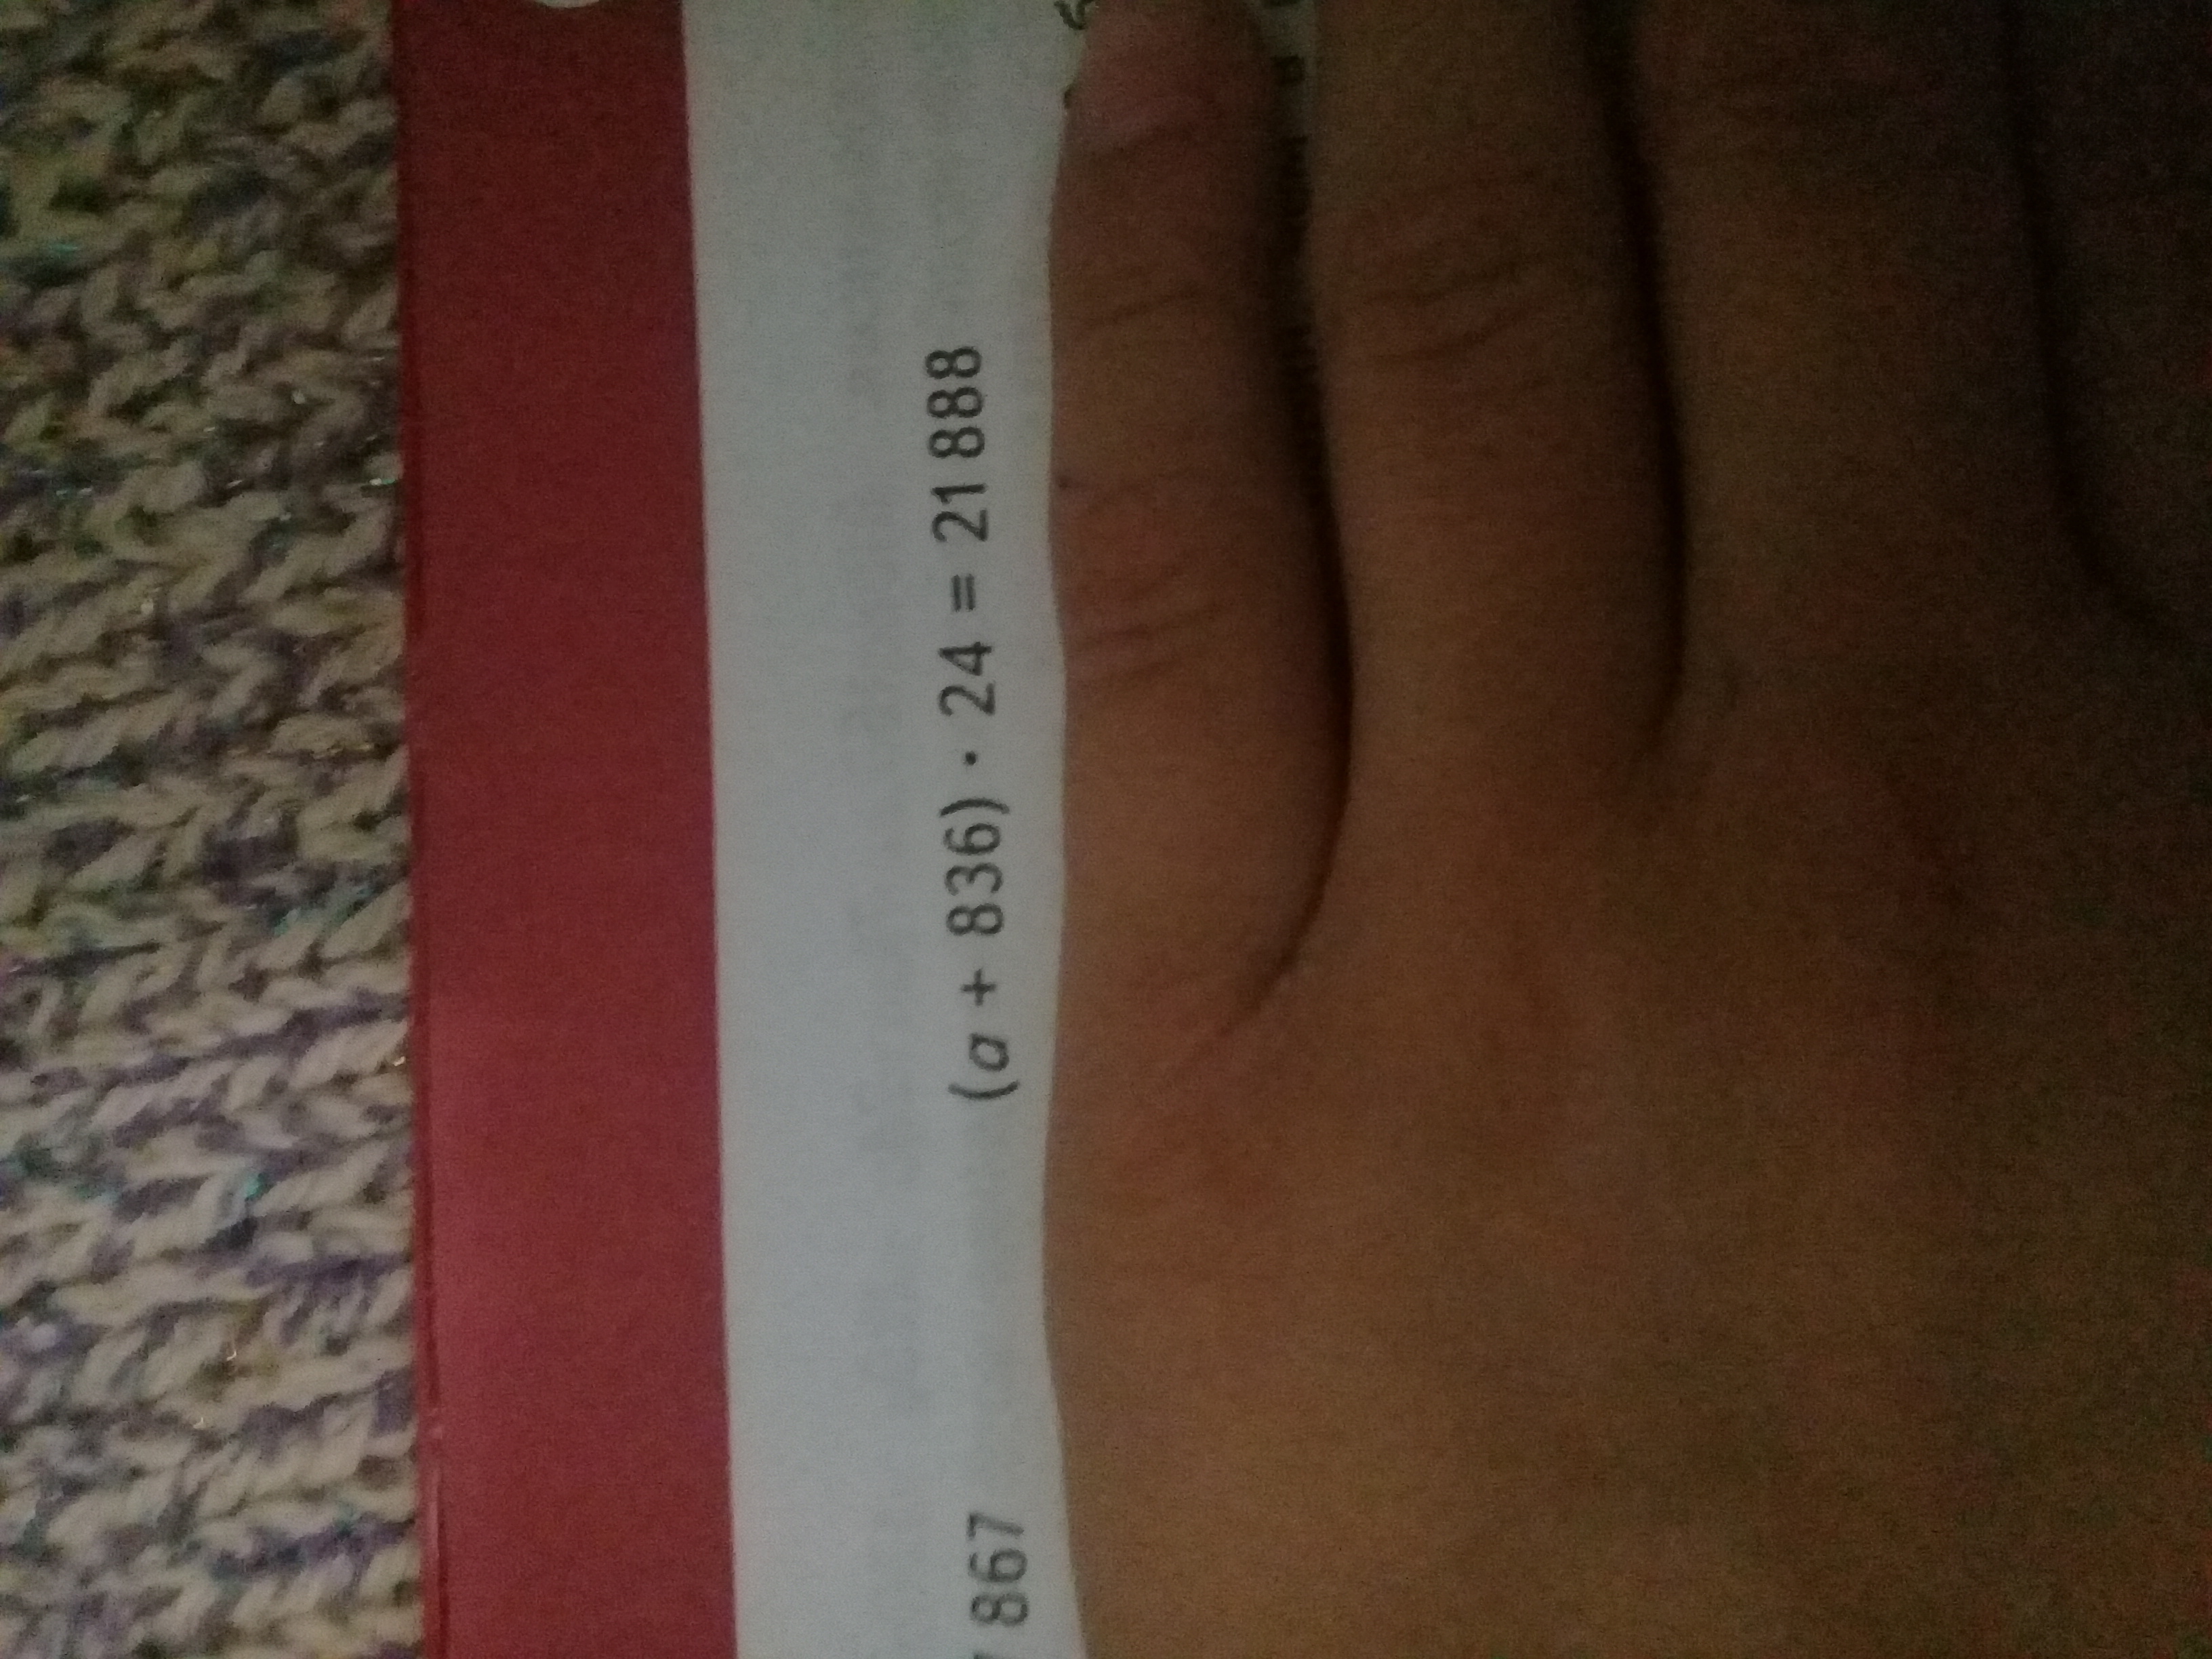 867 (a + 836) · 24 = 21 888